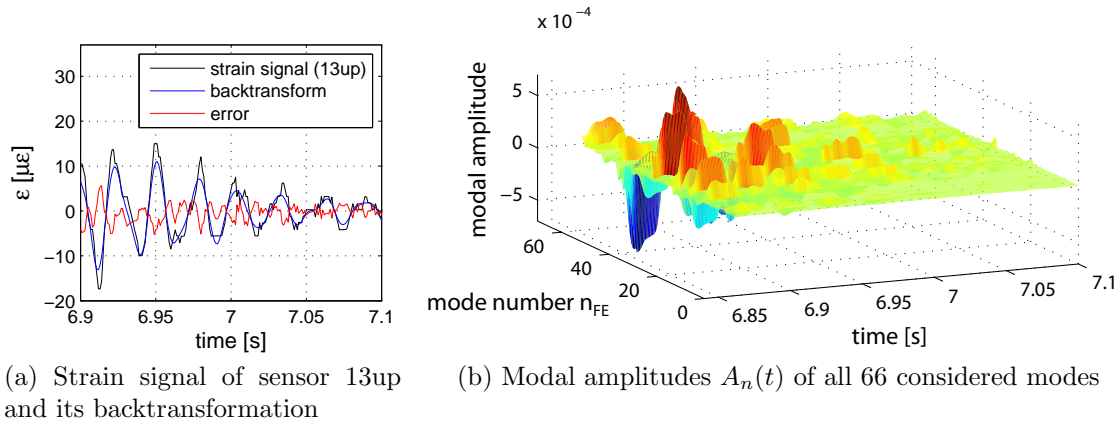 30
20
10
0
−10
−20
ε [με]
6.9
6.95
7
7.05
7.1
time [s]
strain signal (13up)
backtransform
error
(a) Strain signal of sensor 13up
and its backtransformation
x 10⁻⁴
5
0
−5
modal amplitude
60
40
20
0
mode number n_FE
6.85
6.9
6.95
7
7.05
7.1
time [s]
(b) Modal amplitudes Aₙ(t) of all 66 considered modes